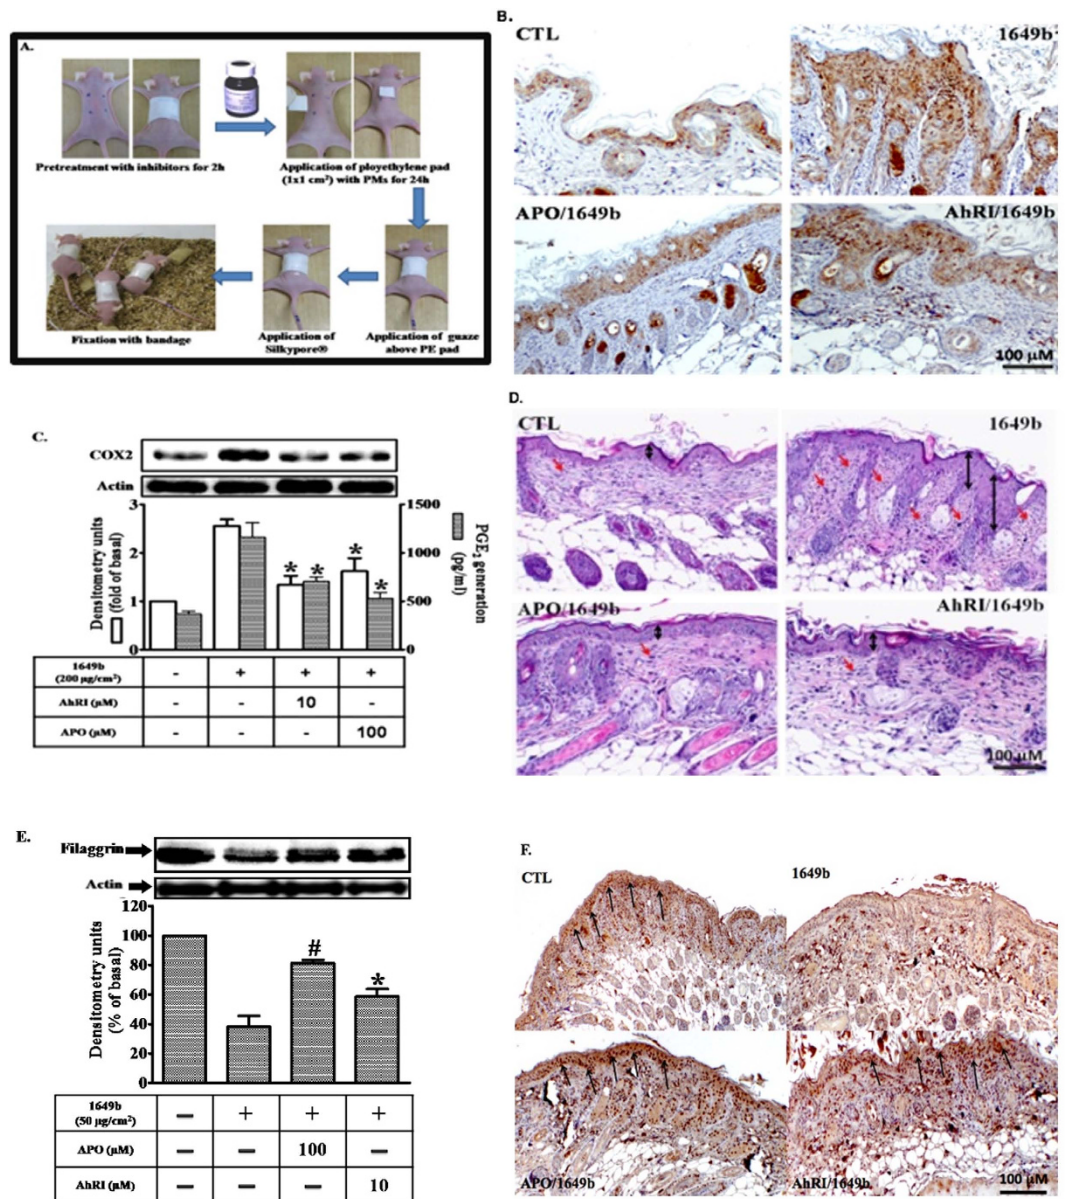 A.
Pretreatment with inhibitors for 2h
Application of ployethylene pad
(1x1 cm²) with PMs for 24h
Fixation with bandage
Application of
Silkypore®
Application of guaze
above PE pad
B.
CTL
1649b
APO/1649b
AhRI/1649b
100 µM
C.
COX2
Actin
3
2
1
0
Densitometry units
(fold of basal)
1500
1000
500
0
PGE₂ generation
(pg/ml)
* * * *
1649b
(200 µg/cm²)
- + + +
AhRI (µM)
- - 10 -
APO (µM)
- - - 100
D.
CTL
1649b
APO/1649b
AhRI/1649b
100 µM
E.
Filaggrin
Actin
120
100
80
60
40
20
0
Densitometry units
(% of basal)
#
*
1649b
(50 µg/cm²)
– + + +
APO (µM)
– – 100 –
AhRI (µM)
– – – 10
F.
CTL
1649b
APO/1649b
AhRI/1649b
100 µM